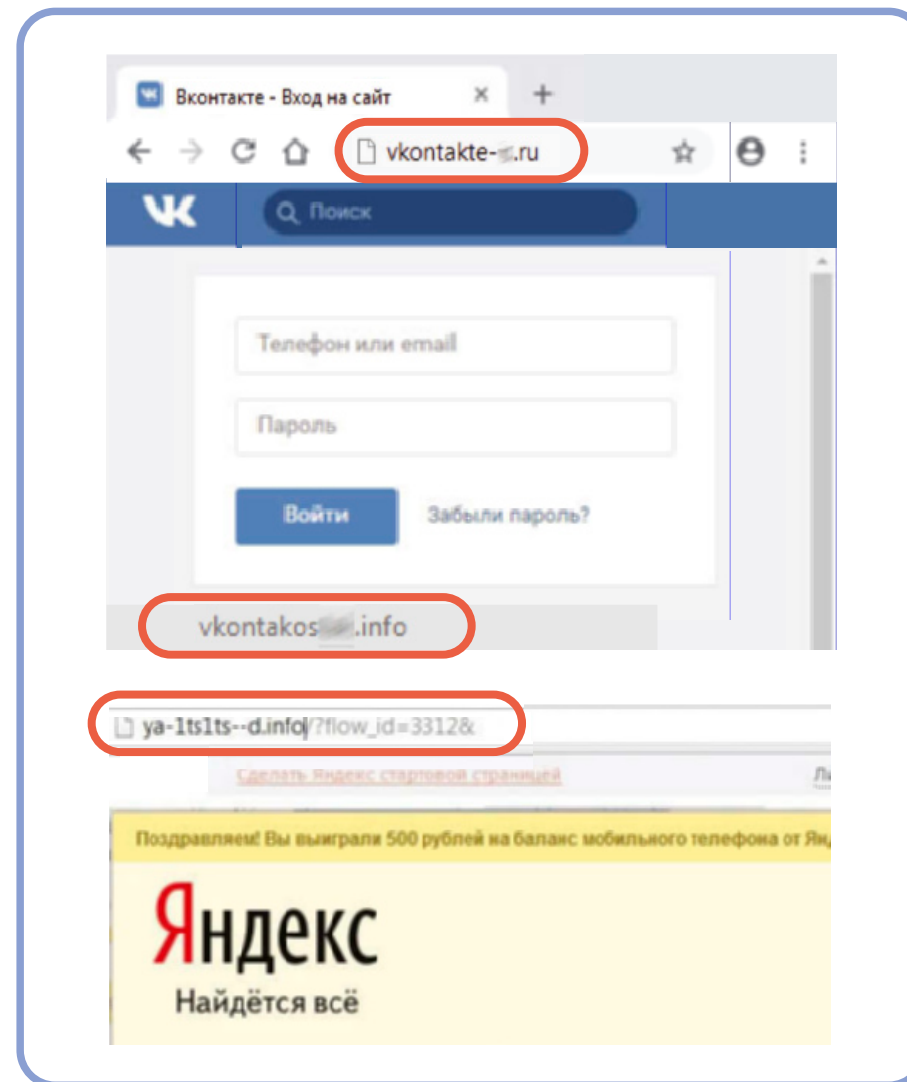 Вконтакте - Вход на сайт
vkontakte- .ru
VK
Поиск
Телефон или email
Пароль
Войти Забыли пароль?
vkontakos .info
ya-1ts1ts--d.info/?flow_id=3312&
Сделать Яндекс стартовой страницей
Поздравляем! Вы выиграли 500 рублей на баланс мобильного телефона от
Яндекс
Найдётся всё